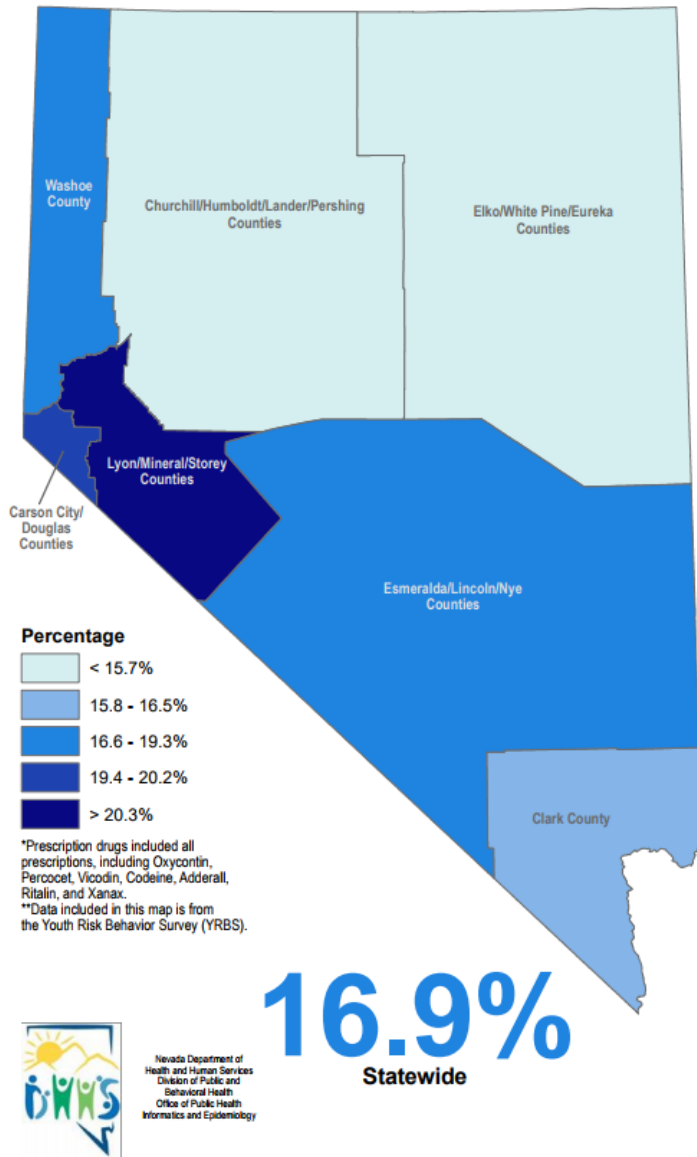 Washoe
County
Churchill/Humboldt/Lander/Pershing
Counties
Elko/White Pine/Eureka
Counties
Lyon/Mineral/Storey
Counties
Carson City/
Douglas
Counties
Esmeralda/Lincoln/Nye
Counties
Clark County
Percentage
< 15.7%
15.8 - 16.5%
16.6 - 19.3%
19.4 - 20.2%
> 20.3%
*Prescription drugs included all
prescriptions, including Oxycontin,
Percocet, Vicodin, Codeine, Adderall,
Ritalin, and Xanax.
**Data included in this map is from
the Youth Risk Behavior Survey (YRBS).
16.9%
Statewide
DHHS
Nevada Department of
Health and Human Services
Division of Public and
Behavioral Health
Office of Public Health
Informatics and Epidemiology